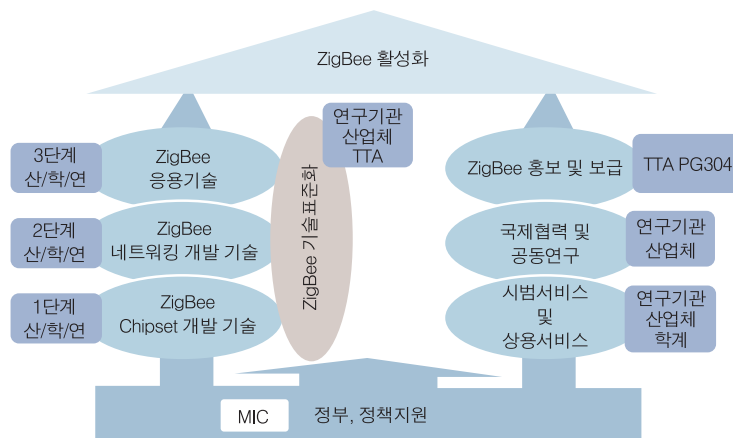 ZigBee 활성화
연구기관
산업체
TTA
3단계
산/학/연
ZigBee
응용기술
ZigBee 홍보 및 보급
TTA PG304
ZigBee 기술표준화
2단계
산/학/연
ZigBee
네트워킹 개발 기술
국제협력 및
공동연구
연구기관
산업체
1단계
산/학/연
ZigBee
Chipset 개발 기술
시범서비스
및
상용서비스
연구기관
산업체
학계
MIC
정부, 정책지원